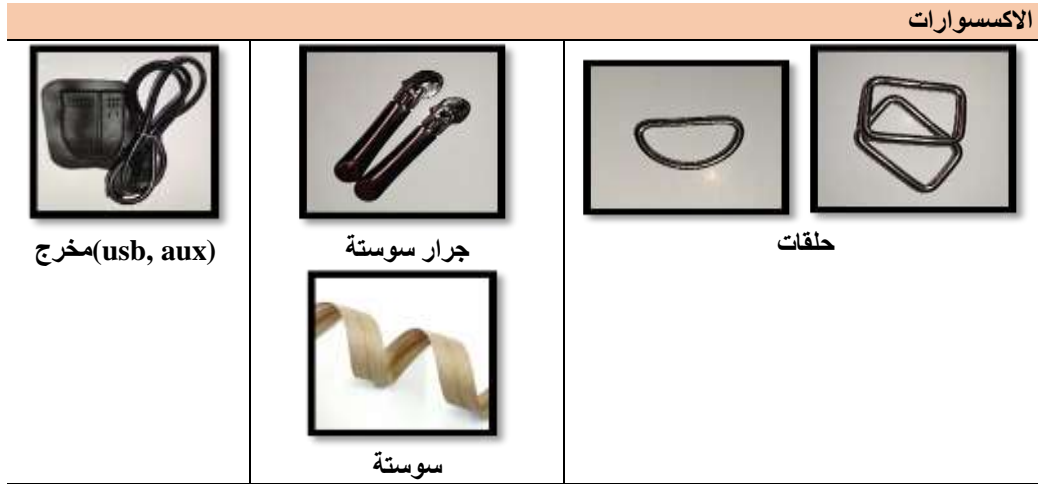 الاكسسوارات
حلقات
جرار سوستة
سوستة
مخرج(usb, aux)